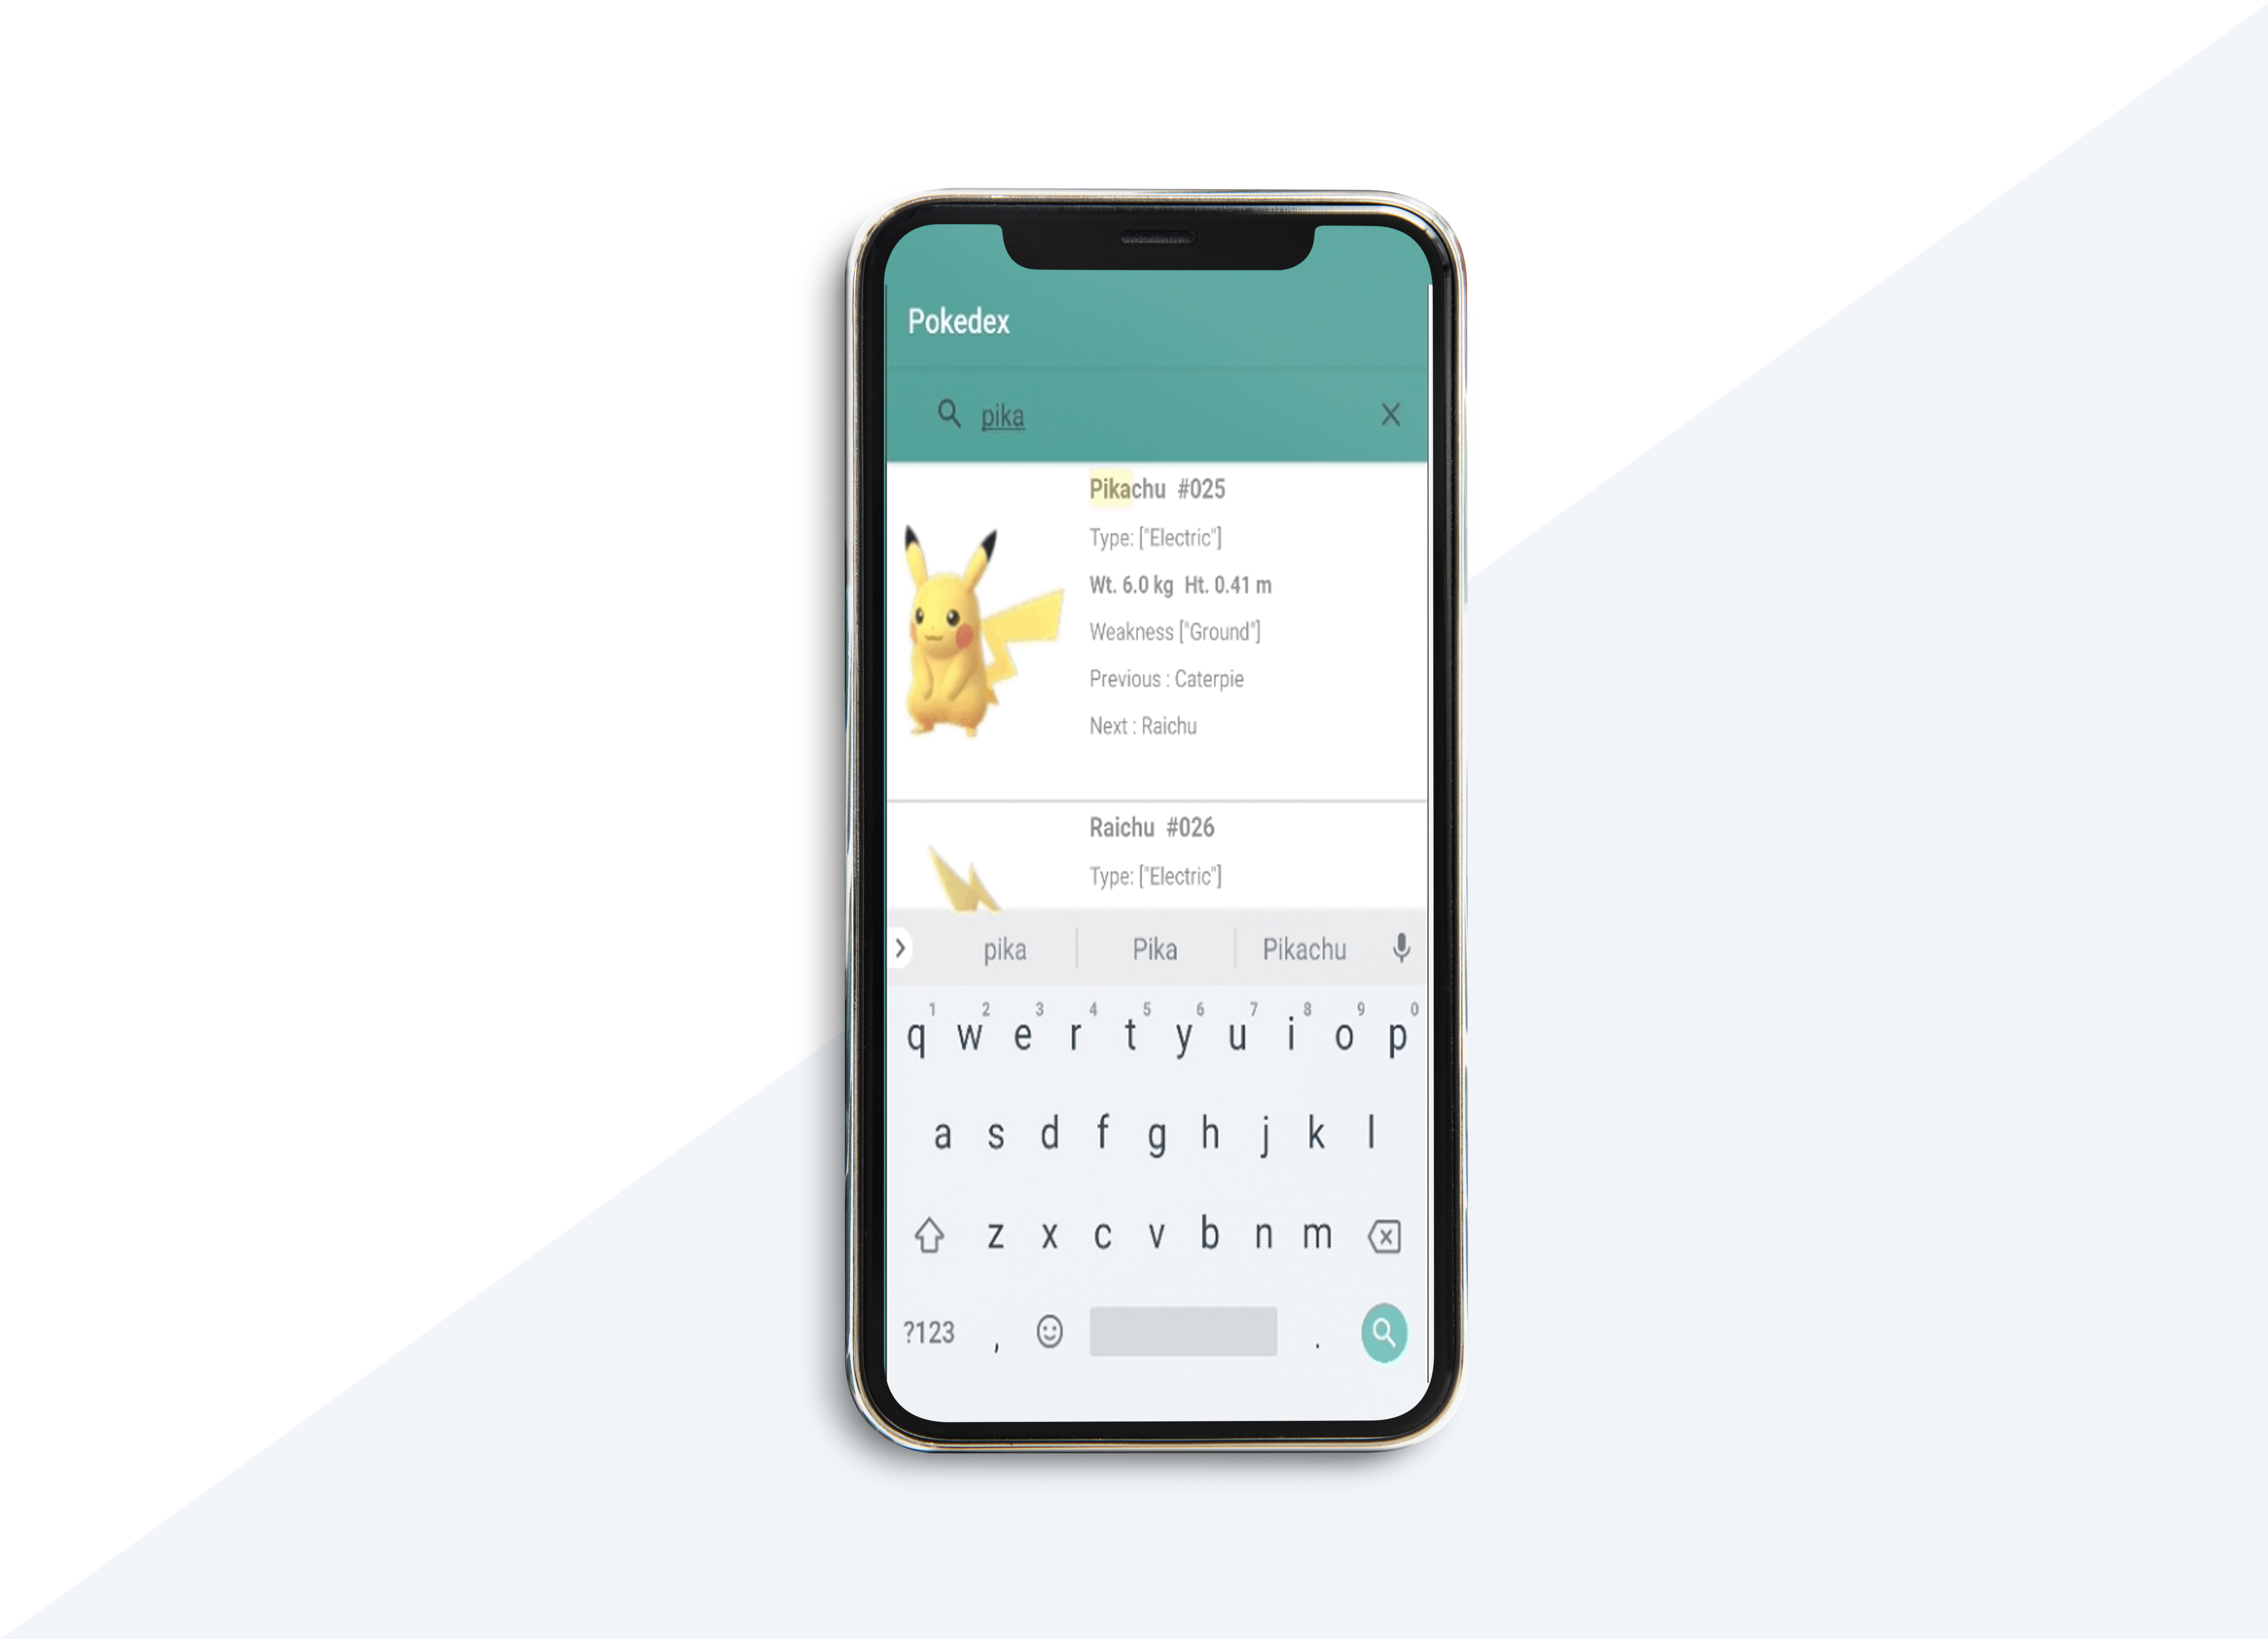 Pokedex
pika
Pikachu #025
Type: ["Electric"]
Wt. 6.0 kg Ht. 0.41 m
Weakness ["Ground"]
Previous : Caterpie
Next : Raichu
Raichu #026
Type: ["Electric"]
pika Pika Pikachu
1 2 3 4 5 6 7 8 9 0
q w e r t y u i o p
a s d f g h j k l
z x c v b n m
?123 , .